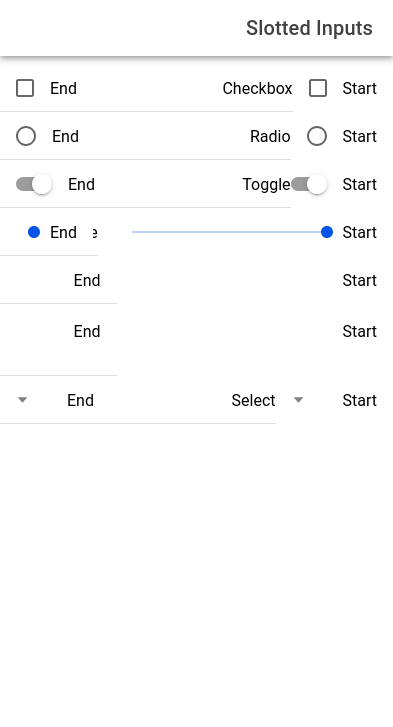 Slotted Inputs
End Checkbox Start
End Radio Start
End Toggle Start
End Start
End Start
End Start
End Select Start